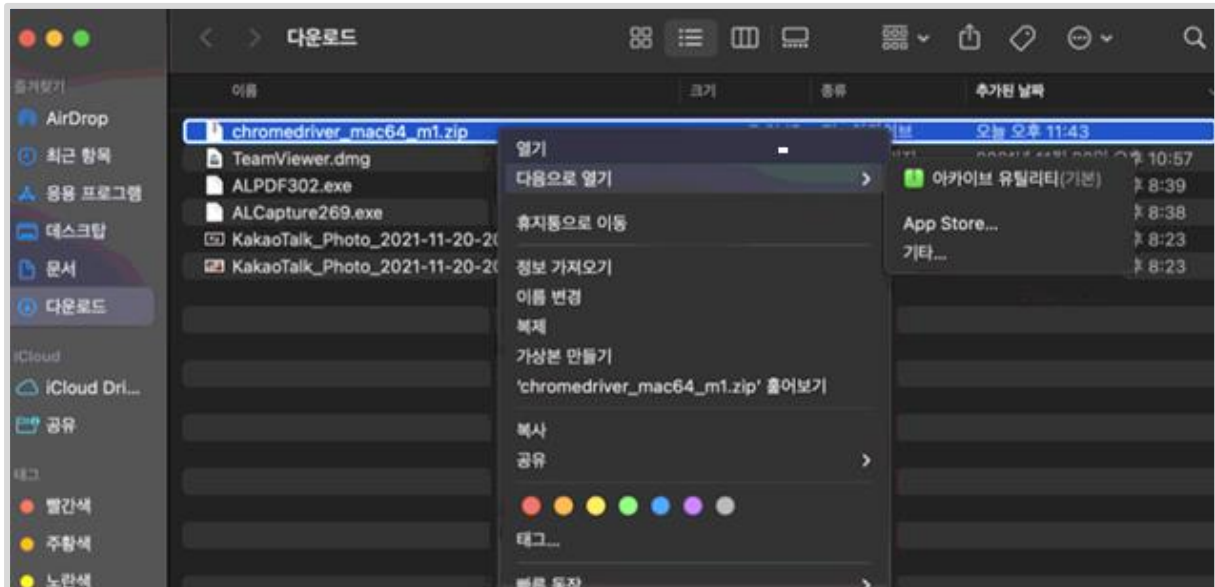 다운로드
즐겨찾기
이름
크기
종류
추가된 날짜
AirDrop
chromedriver_mac64_m1.zip
오늘 오후 11:43
최근 항목
TeamViewer.dmg
열기
후 10:57
응용 프로그램
ALPDF302.exe
다음으로 열기
아카이브 유틸리티(기본)
8:39
데스크탑
ALCapture269.exe
휴지통으로 이동
App Store...
8:38
문서
KakaoTalk_Photo_2021-11-20-20
기타...
8:23
KakaoTalk_Photo_2021-11-20-20
정보 가져오기
8:23
다운로드
이름 변경
복제
iCloud
가상본 만들기
iCloud Dri...
'chromedriver_mac64_m1.zip' 훑어보기
공유
복사
공유
태그
빨간색
주황색
태그...
노란색
빠른 동작